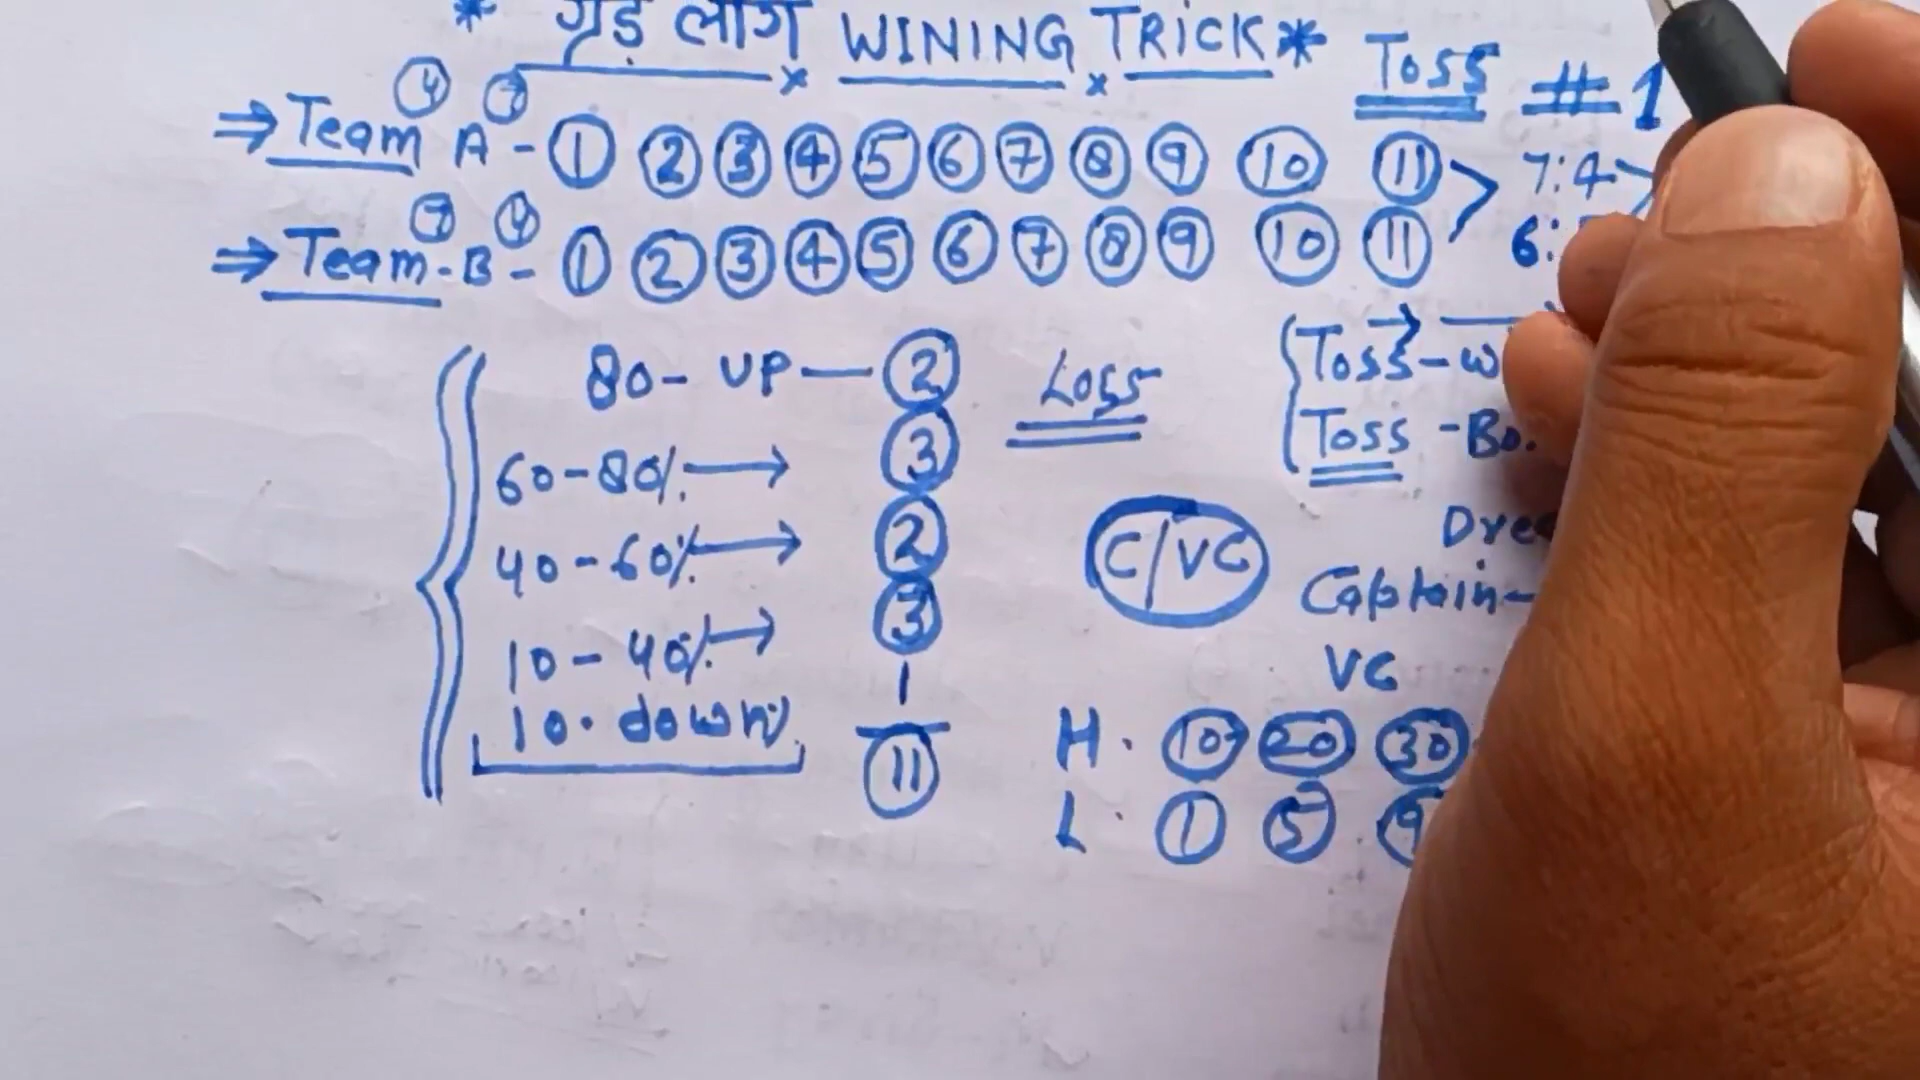 * ग्रैंड लीग WINING TRICK *
Toss #1
4 7
⇒ Team A - 1 2 3 4 5 6 7 8 9 10 11
7:4
7 4
⇒ Team - B - 1 2 3 4 5 6 7 8 9 10 11
6:
80 - UP — 2
Loss
60 - 80% → 3
40 - 60% → 2
10 - 40% → 3
10. down 1
11
Toss - W
Toss - Bo
C/VC
Captain -
VC
H. 10 20 30
L. 1 5 9